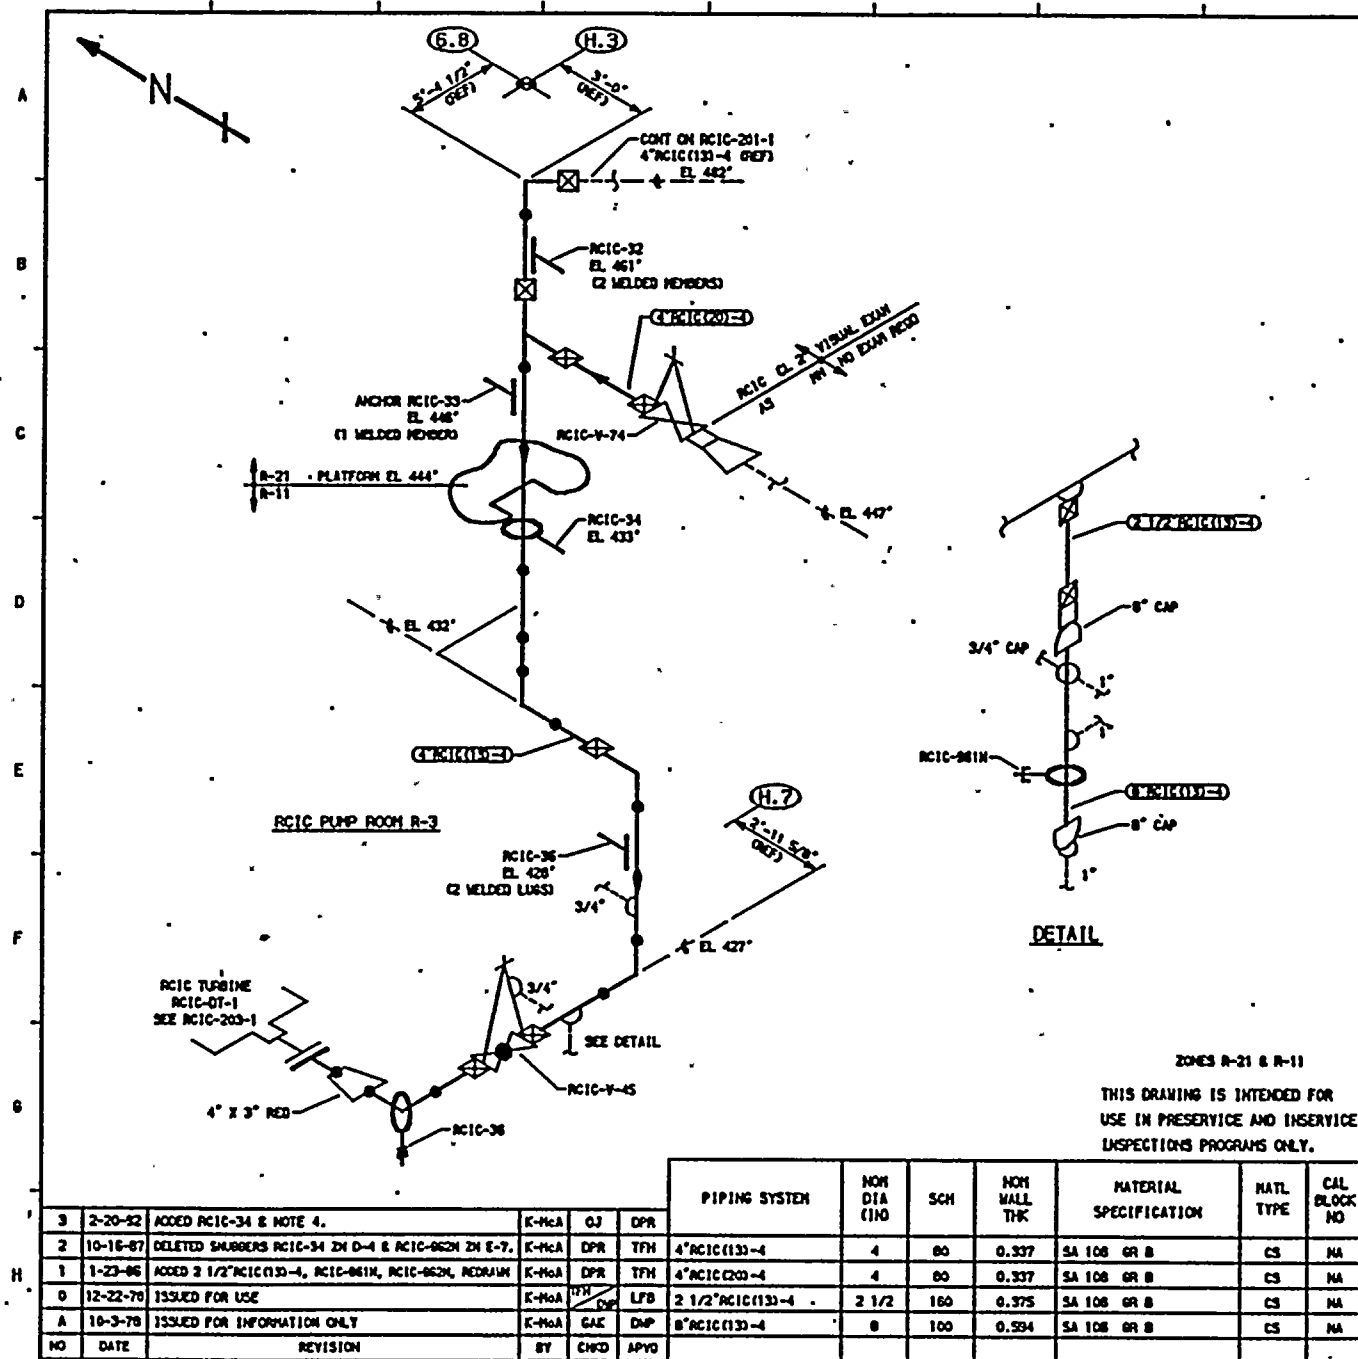 A
B
C
D
E
F
G
H
N
6.8
H.3
5'-4 1/2"
(REF)
3'-0"
(REF)
CONT ON RCIC-201-1
4"RCIC(13)-4 (REF)
EL 462'
RCIC-32
EL 461'
(2 WELDED MEMBERS)
4"RCIC(20)-4
RCIC CL 2 VISUAL EXAM
AS NN NO EXAM REQD
ANCHOR RCIC-33
EL 446'
(1 WELDED MEMBER)
RCIC-V-74
R-21
R-11
PLATFORM EL 444'
RCIC-34
EL 433'
℄ EL 447'
2 1/2"RCIC(13)-4
℄ EL 432'
8" CAP
3/4" CAP
1"
1"
4"RCIC(13)-4
RCIC-961N
8"RCIC(13)-4
8" CAP
1"
DETAIL
H.7
2'-11 5/8"
(REF)
RCIC PUMP ROOM R-3
RCIC-36
EL 428'
(2 WELDED LUGS)
3/4"
℄ EL 427'
RCIC TURBINE
RCIC-DT-1
SEE RCIC-203-1
3/4"
SEE DETAIL
RCIC-V-45
4" X 3" RED
RCIC-38
ZONES R-21 & R-11
THIS DRAWING IS INTENDED FOR
USE IN PRESERVICE AND INSERVICE
INSPECTIONS PROGRAMS ONLY.
PIPING SYSTEM NOM DIA (IN) SCH NOM WALL THK MATERIAL SPECIFICATION MATL TYPE CAL BLOCK NO
4"RCIC(13)-4 4 80 0.337 SA 106 GR B CS NA
4"RCIC(20)-4 4 80 0.337 SA 106 GR B CS NA
2 1/2"RCIC(13)-4 2 1/2 160 0.375 SA 106 GR B CS NA
8"RCIC(13)-4 8 100 0.594 SA 106 GR B CS NA
3 2-20-92 ADDED RCIC-34 & NOTE 4. K-McA OJ DPR
2 10-16-87 DELETED SNUBBERS RCIC-34 ZN D-4 & RCIC-962N ZN E-7. K-McA DPR TFH
1 1-23-86 ADDED 2 1/2"RCIC(13)-4, RCIC-961N, RCIC-962N, REDRAWN K-McA DPR TFH
0 12-22-78 ISSUED FOR USE K-McA TFH DWP LFB
A 10-3-78 ISSUED FOR INFORMATION ONLY K-McA GAK DWP
NO DATE REVISION BY CHKD APVD